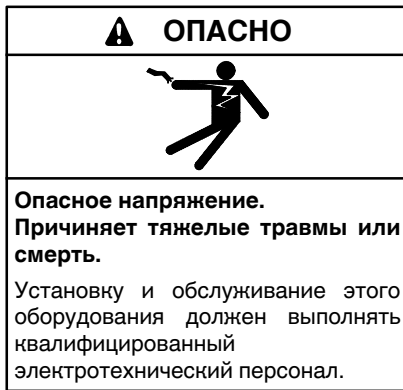 ОПАСНО
Опасное напряжение.
Причиняет тяжелые травмы или
смерть.
Установку и обслуживание этого
оборудования должен выполнять
квалифицированный
электротехнический персонал.